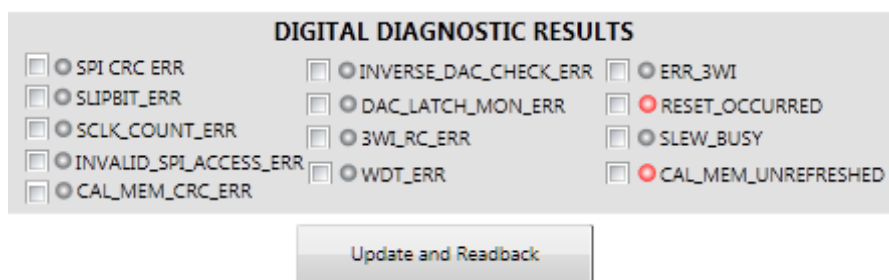 DIGITAL DIAGNOSTIC RESULTS
SPI CRC ERR
SLIPBIT_ERR
SCLK_COUNT_ERR
INVALID_SPI_ACCESS_ERR
CAL_MEM_CRC_ERR
INVERSE_DAC_CHECK_ERR
DAC_LATCH_MON_ERR
3WI_RC_ERR
WDT_ERR
ERR_3WI
RESET_OCCURRED
SLEW_BUSY
CAL_MEM_UNREFRESHED
Update and Readback